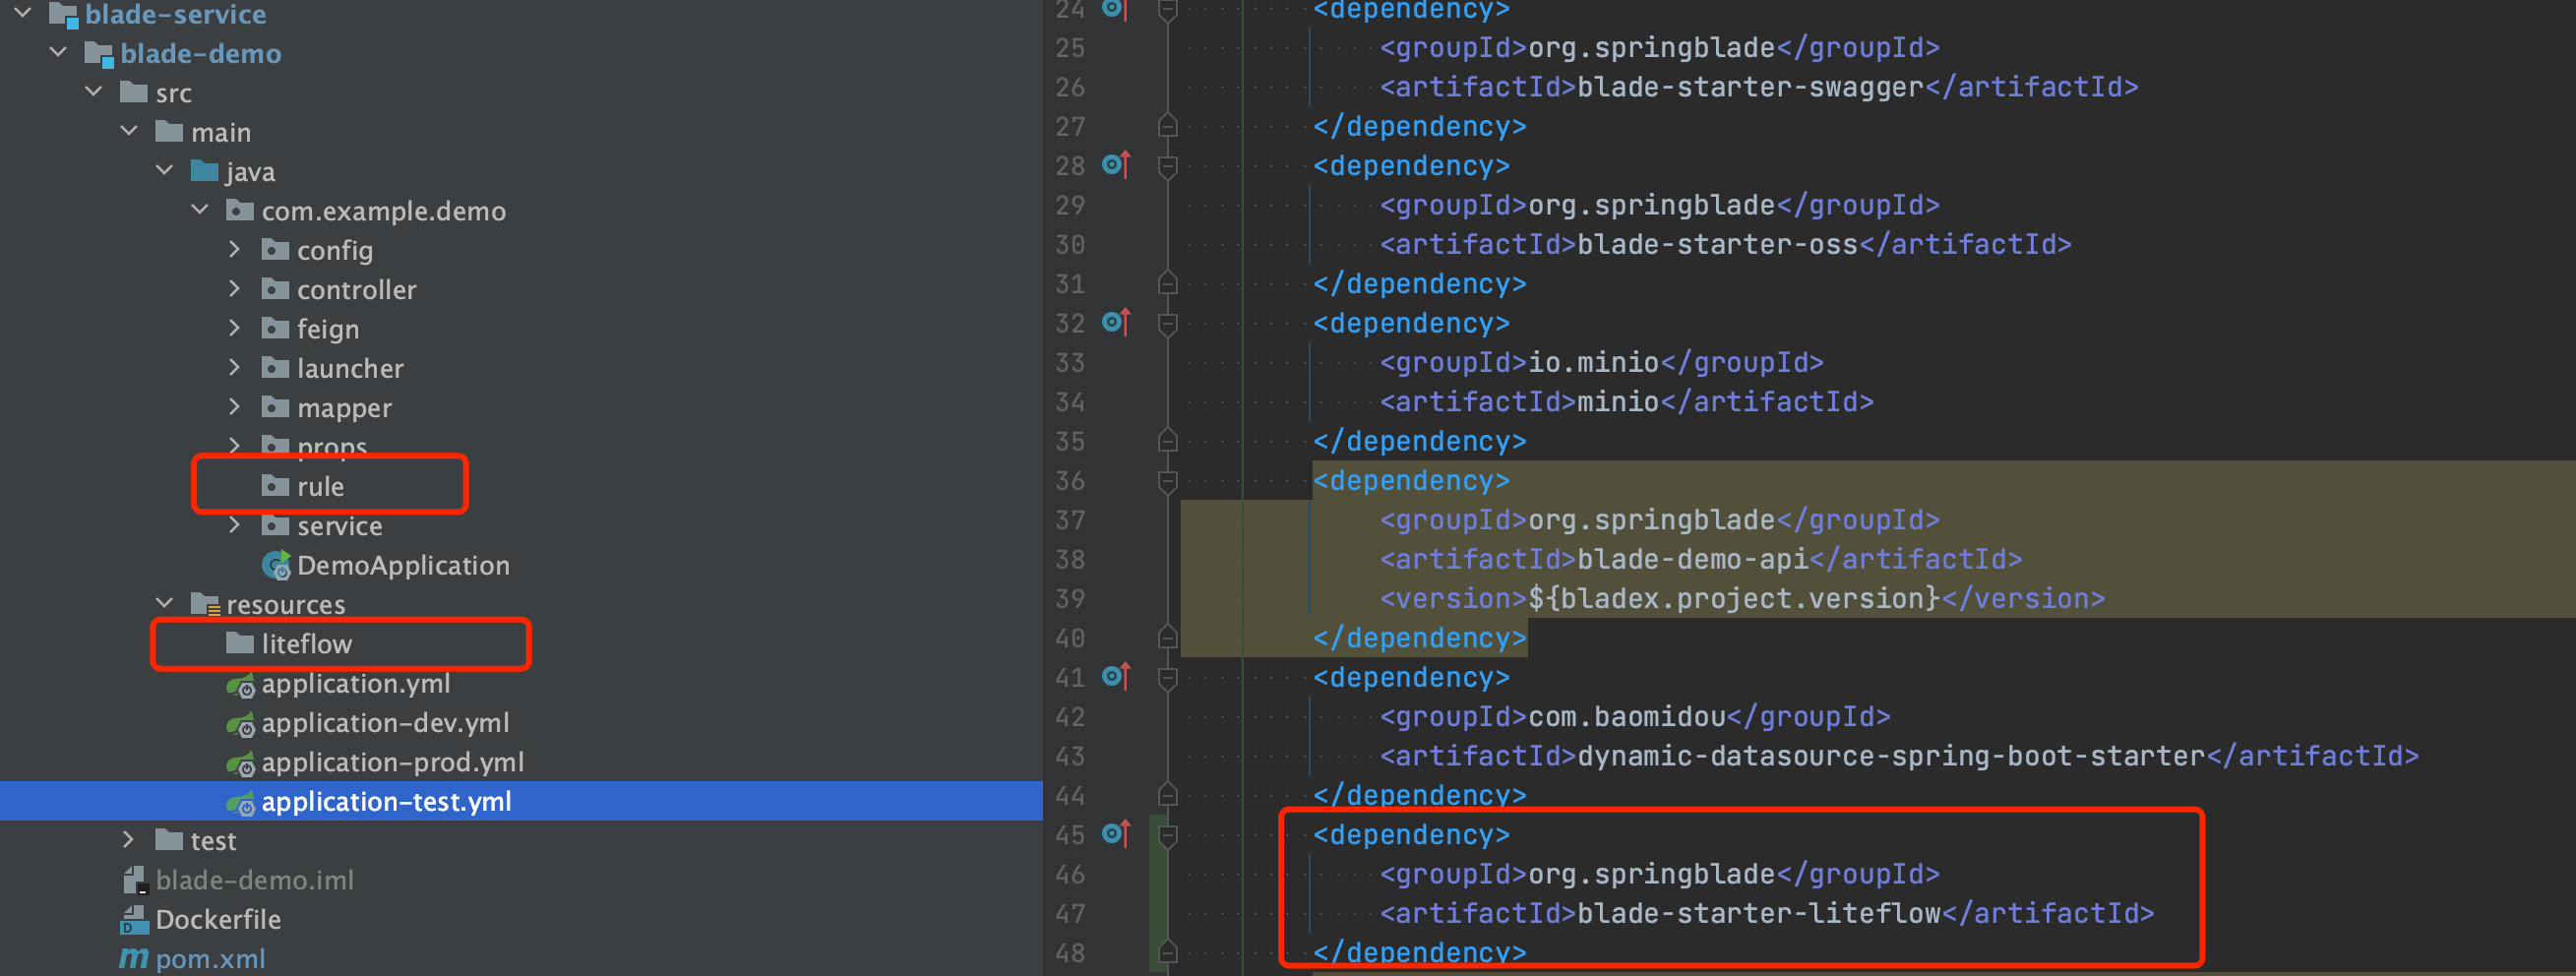 blade-service
blade-demo
src
main
java
com.example.demo
config
controller
feign
launcher
mapper
props
rule
service
DemoApplication
resources
liteflow
application.yml
application-dev.yml
application-prod.yml
application-test.yml
test
blade-demo.iml
Dockerfile
pom.xml
24 <dependency>
25 <groupId>org.springblade</groupId>
26 <artifactId>blade-starter-swagger</artifactId>
27 </dependency>
28 <dependency>
29 <groupId>org.springblade</groupId>
30 <artifactId>blade-starter-oss</artifactId>
31 </dependency>
32 <dependency>
33 <groupId>io.minio</groupId>
34 <artifactId>minio</artifactId>
35 </dependency>
36 <dependency>
37 <groupId>org.springblade</groupId>
38 <artifactId>blade-demo-api</artifactId>
39 <version>${bladex.project.version}</version>
40 </dependency>
41 <dependency>
42 <groupId>com.baomidou</groupId>
43 <artifactId>dynamic-datasource-spring-boot-starter</artifactId>
44 </dependency>
45 <dependency>
46 <groupId>org.springblade</groupId>
47 <artifactId>blade-starter-liteflow</artifactId>
48 </dependency>